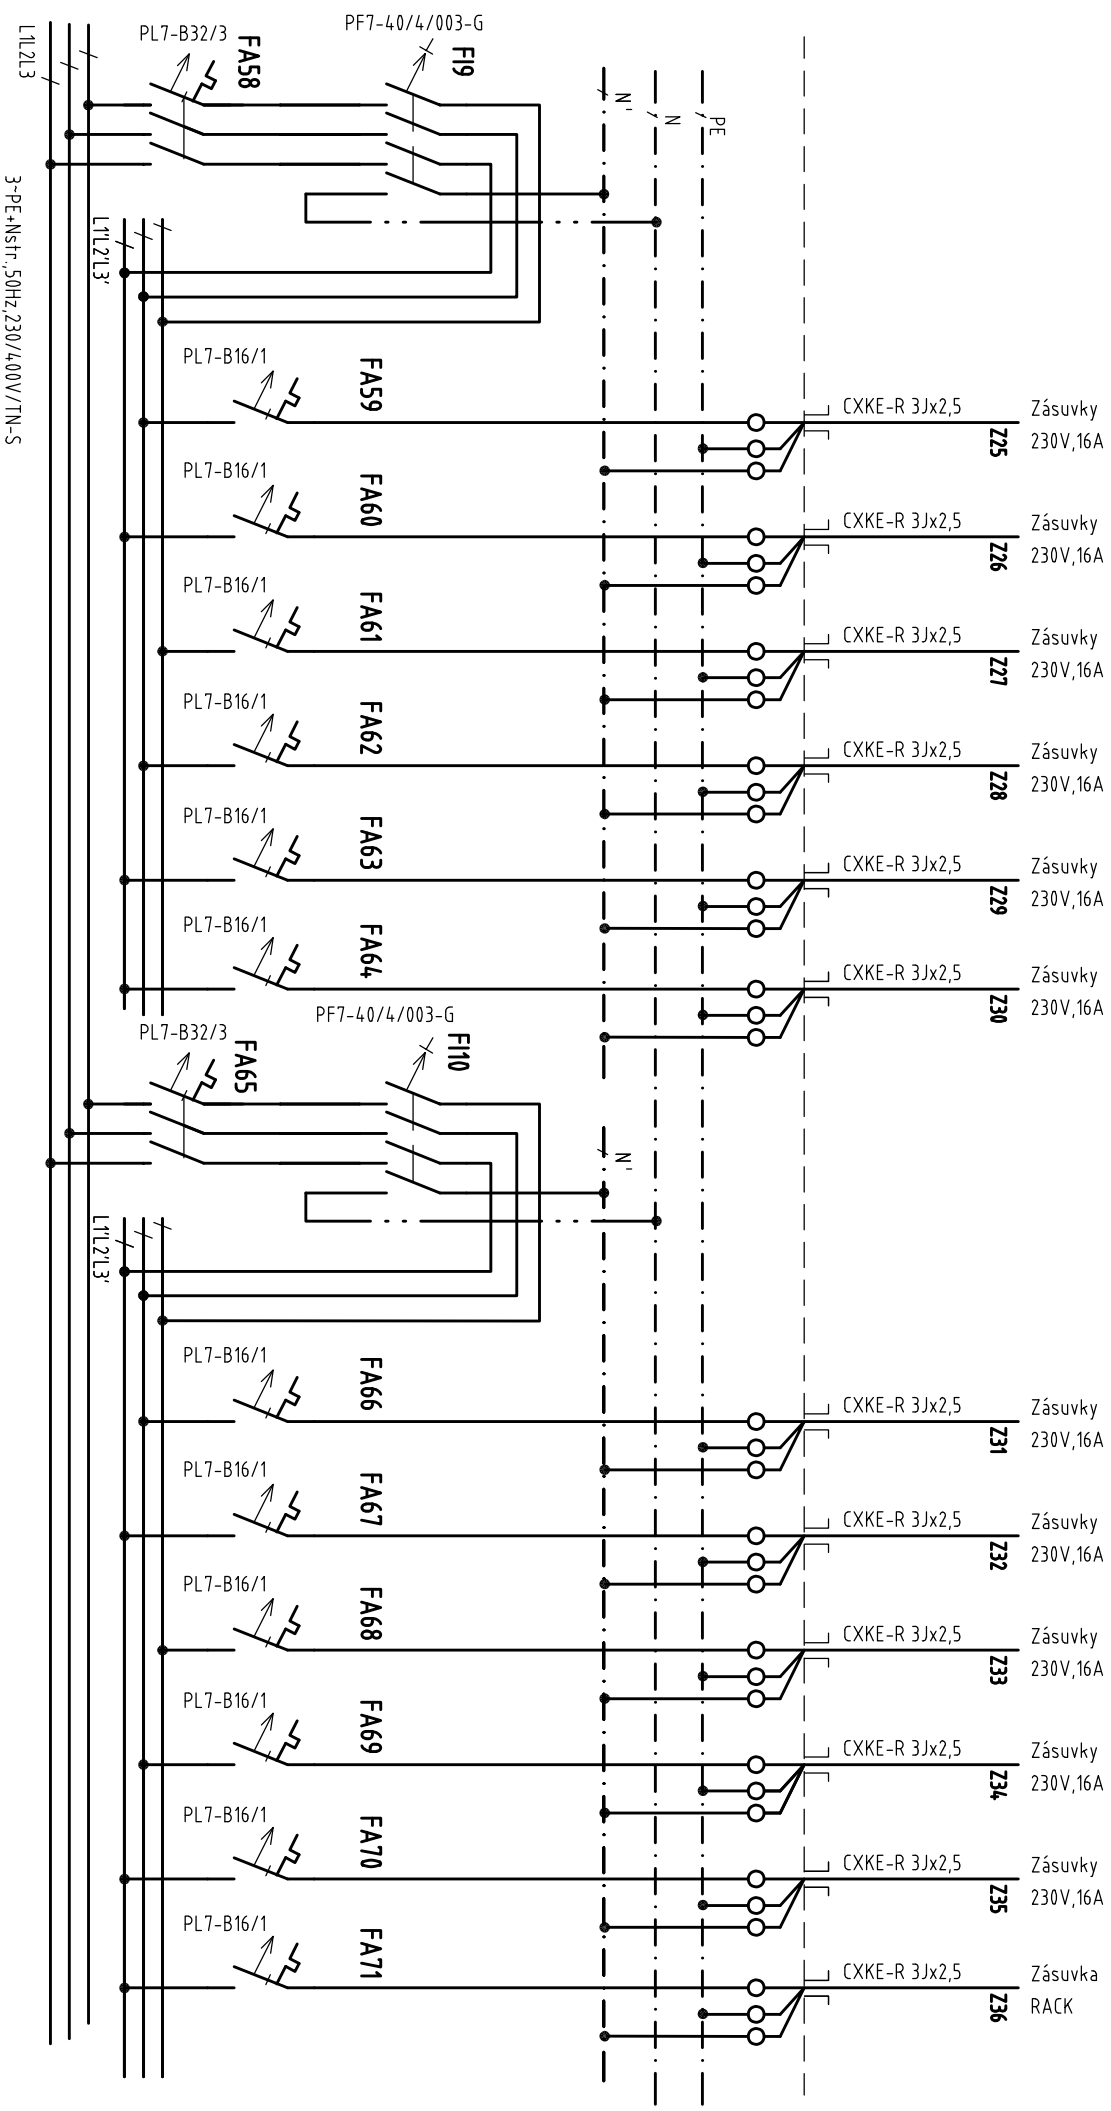 PF7-40/4/003-G
FI9
PL7-B32/3
FA58
L1L2L3
N'
N
PE
3~PE+Nstr.,50Hz,230/400V/TN-S
L1'L2'L3'
PL7-B16/1
FA59
CXKE-R 3Jx2,5
Z25
Zásuvky
230V,16A
PL7-B16/1
FA60
CXKE-R 3Jx2,5
Z26
Zásuvky
230V,16A
PL7-B16/1
FA61
CXKE-R 3Jx2,5
Z27
Zásuvky
230V,16A
PL7-B16/1
FA62
CXKE-R 3Jx2,5
Z28
Zásuvky
230V,16A
PL7-B16/1
FA63
CXKE-R 3Jx2,5
Z29
Zásuvky
230V,16A
PL7-B16/1
FA64
CXKE-R 3Jx2,5
Z30
Zásuvky
230V,16A
PF7-40/4/003-G
FI10
PL7-B32/3
FA65
N'
L1'L2'L3'
PL7-B16/1
FA66
CXKE-R 3Jx2,5
Z31
Zásuvky
230V,16A
PL7-B16/1
FA67
CXKE-R 3Jx2,5
Z32
Zásuvky
230V,16A
PL7-B16/1
FA68
CXKE-R 3Jx2,5
Z33
Zásuvky
230V,16A
PL7-B16/1
FA69
CXKE-R 3Jx2,5
Z34
Zásuvky
230V,16A
PL7-B16/1
FA70
CXKE-R 3Jx2,5
Z35
Zásuvky
230V,16A
PL7-B16/1
FA71
CXKE-R 3Jx2,5
Z36
Zásuvka
RACK